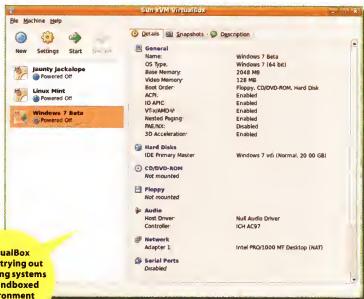 Sun xVM VirtualBox
File Machine Help
New Settings Start
Details Snapshots Description
Jaunty Jackalope
Powered Off
Linux Mint
Powered Off
Windows 7 Beta
Powered Off
General
Name: Windows 7 Beta
OS Type: Windows 7 (64 bit)
Base Memory: 2048 MB
Video Memory: 128 MB
Boot Order: Floppy, CD/DVD-ROM, Hard Disk
ACPI: Enabled
IO APIC: Enabled
VT-x/AMD-V: Enabled
Nested Paging: Enabled
PAE/NX: Disabled
3D Acceleration: Enabled
Hard Disks
IDE Primary Master Windows 7 vdi (Normal, 20 00 GB)
CD/DVD-ROM
Not mounted
Floppy
Not mounted
Audio
Host Driver Null Audio Driver
Controller ICH AC97
Network
Adapter 1 Intel PRO/1000 MT Desktop (NAT)
Serial Ports
Disabled
ualBox
trying out
ng systems
ndboxed
ronment